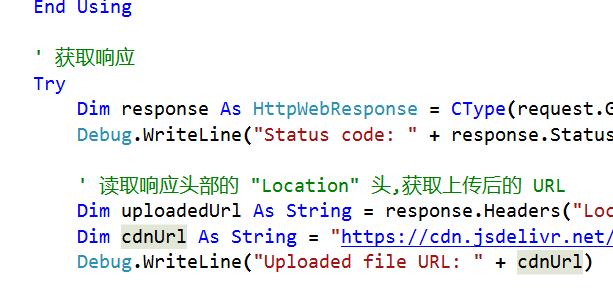 End Using
' 获取响应
Try
Dim response As HttpWebResponse = CType(request.G
Debug.WriteLine("Status code: " + response.Status
' 读取响应头部的 "Location" 头,获取上传后的 URL
Dim uploadedUrl As String = response.Headers("Loc
Dim cdnUrl As String = "https://cdn.jsdelivr.net/
Debug.WriteLine("Uploaded file URL: " + cdnUrl)